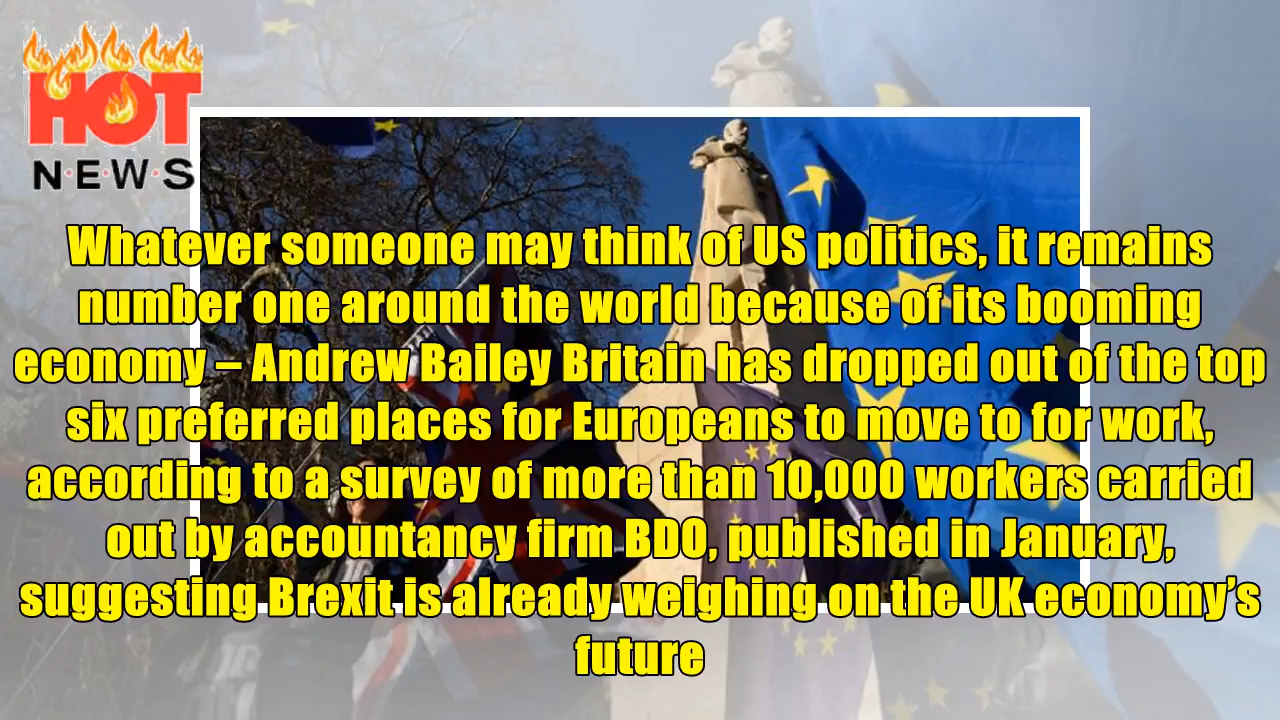 HOT
N·E·W·S
Whatever someone may think of US politics, it remains
number one around the world because of its booming
economy – Andrew Bailey Britain has dropped out of the top
six preferred places for Europeans to move to for work,
according to a survey of more than 10,000 workers carried
out by accountancy firm BDO, published in January,
suggesting Brexit is already weighing on the UK economy’s
future